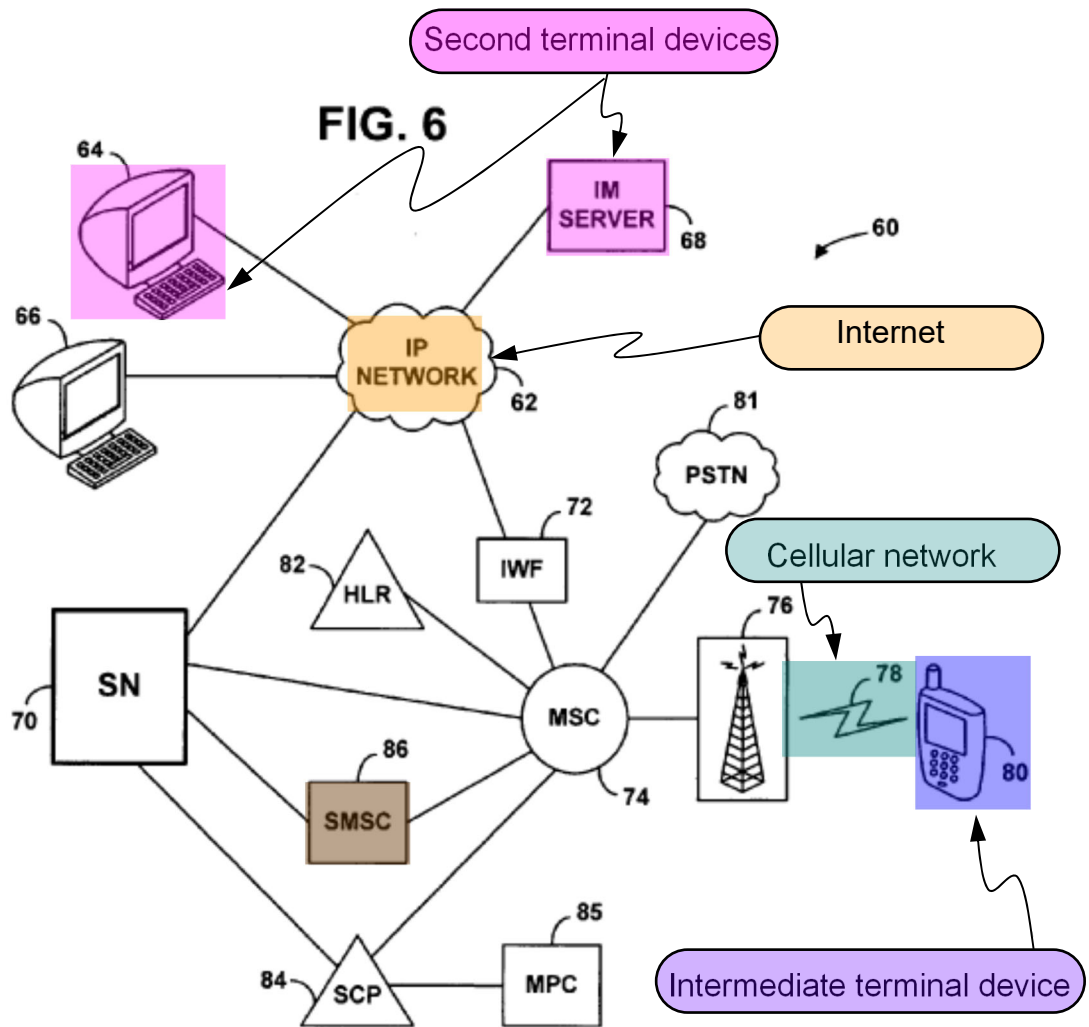 Second terminal devices
FIG. 6
64
IM
SERVER
68
60
66
IP
NETWORK
62
Internet
81
PSTN
72
IWF
82
HLR
Cellular network
76
78
SN
70
MSC
74
80
86
SMSC
85
84
SCP
MPC
Intermediate terminal device